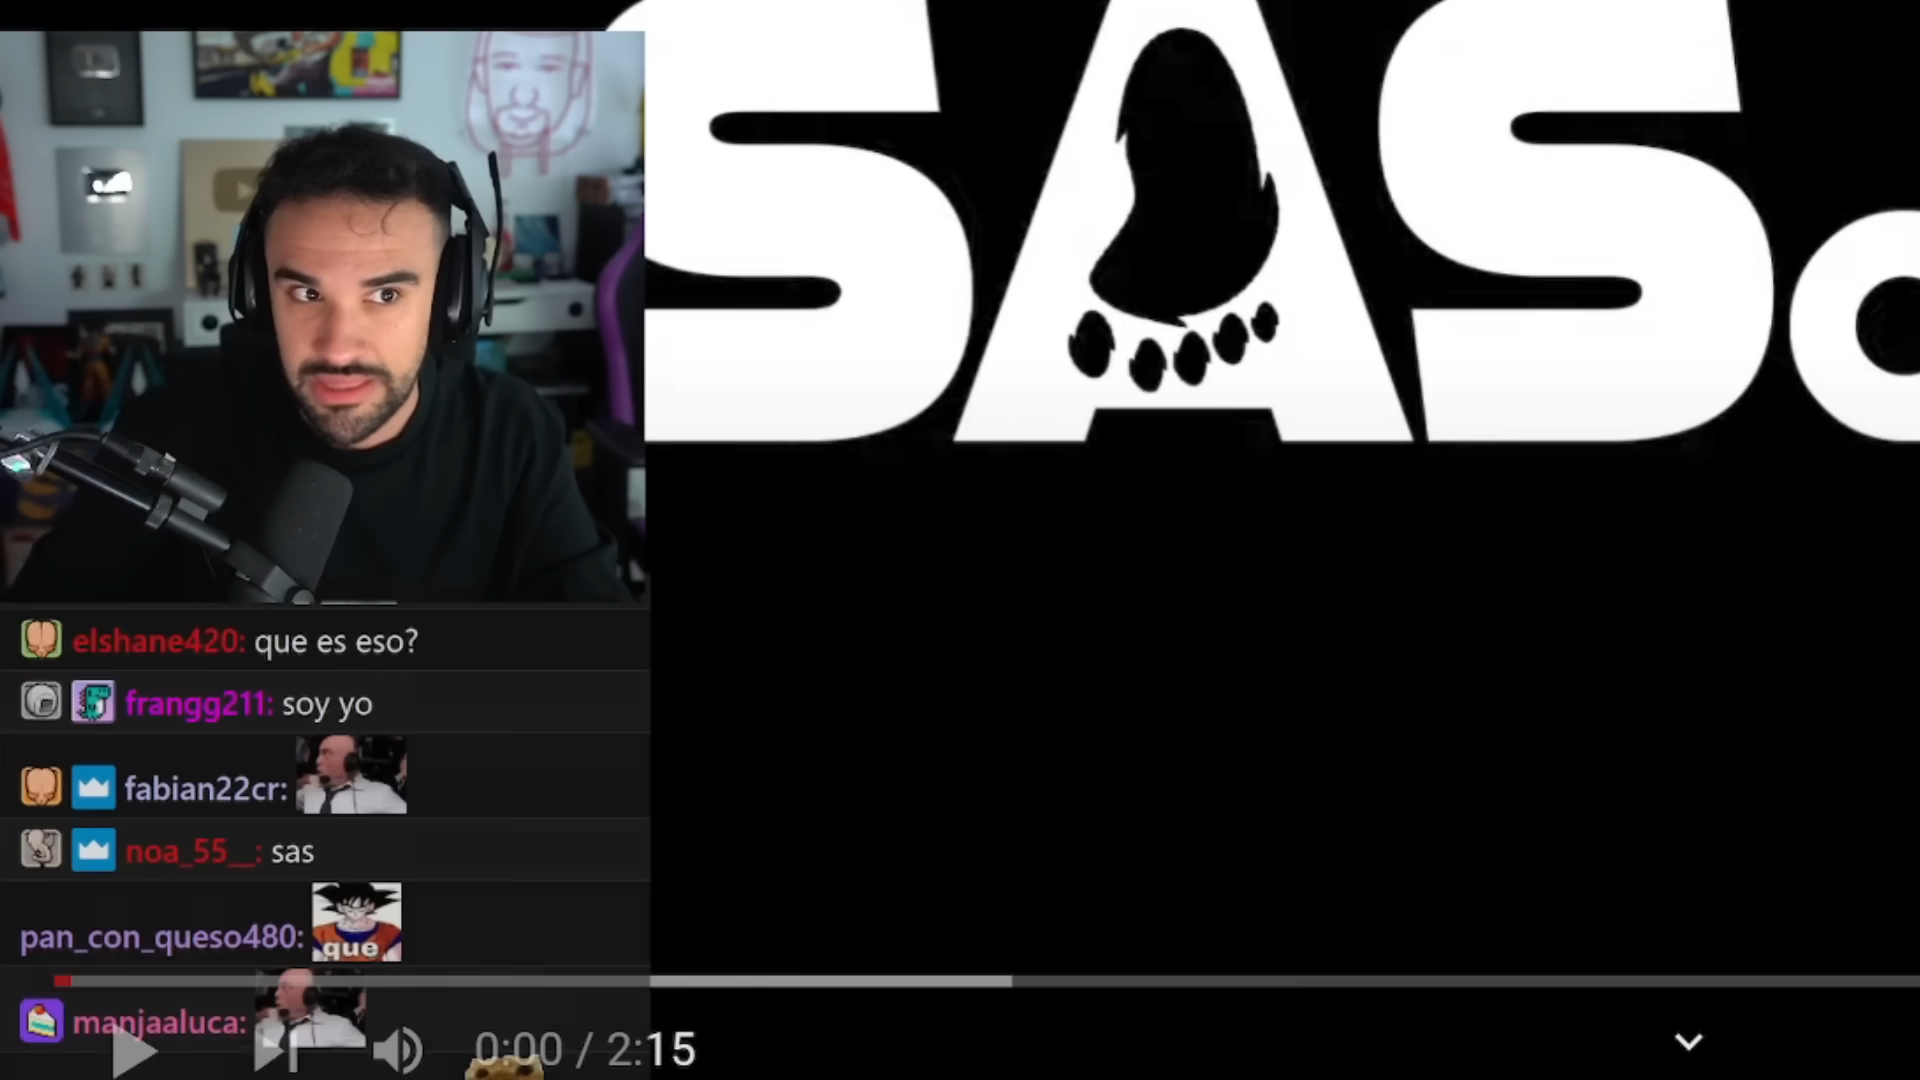 SAS.
elshane420: que es eso?
frangg211: soy yo
fabian22cr:
noa_55__: sas
pan_con_queso480:
que
manjaaluca:
0:00 / 2:15